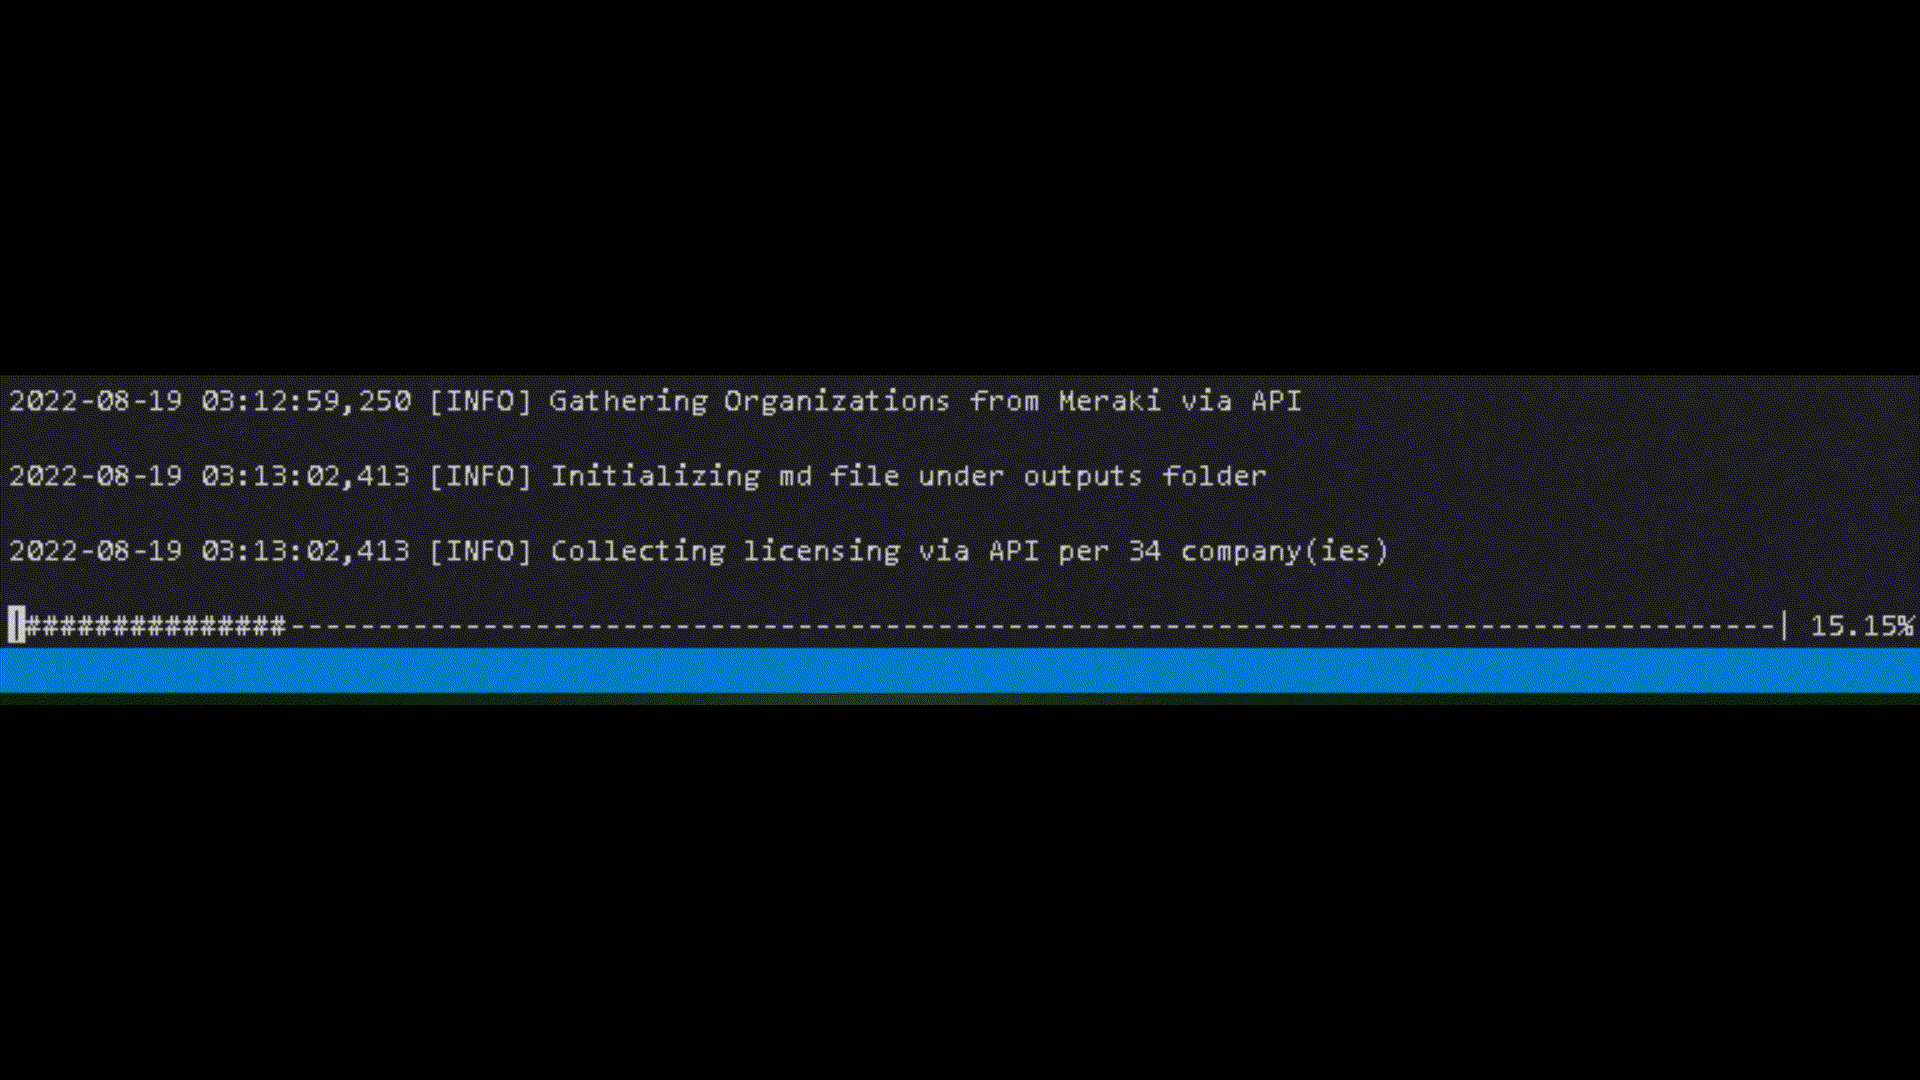 2022-08-19 03:12:59,250 [INFO] Gathering Organizations from Meraki via API
2022-08-19 03:13:02,413 [INFO] Initializing md file under outputs folder
2022-08-19 03:13:02,413 [INFO] Collecting licensing via API per 34 company(ies)
|###############-------------------------------------------------------------------------------------| 15.15%